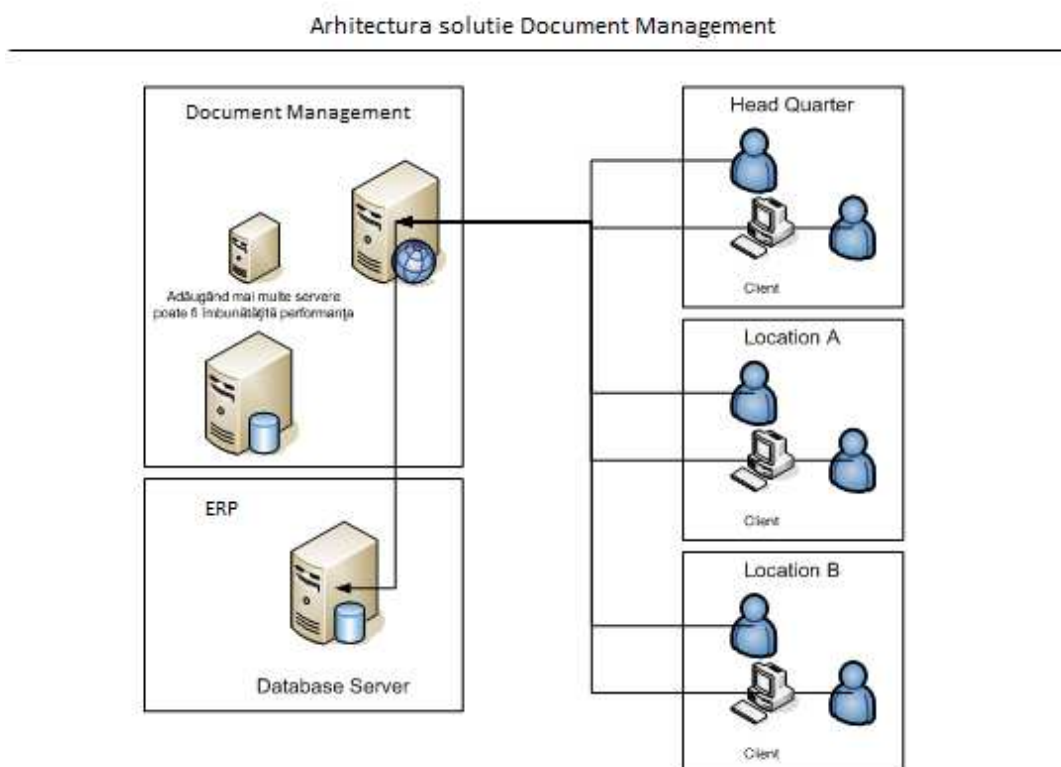 Arhitectura solutie Document Management
Document Management
Adăugând mai multe servere
poate fi îmbunătățită performanța
ERP
Database Server
Head Quarter
Client
Location A
Client
Location B
Client